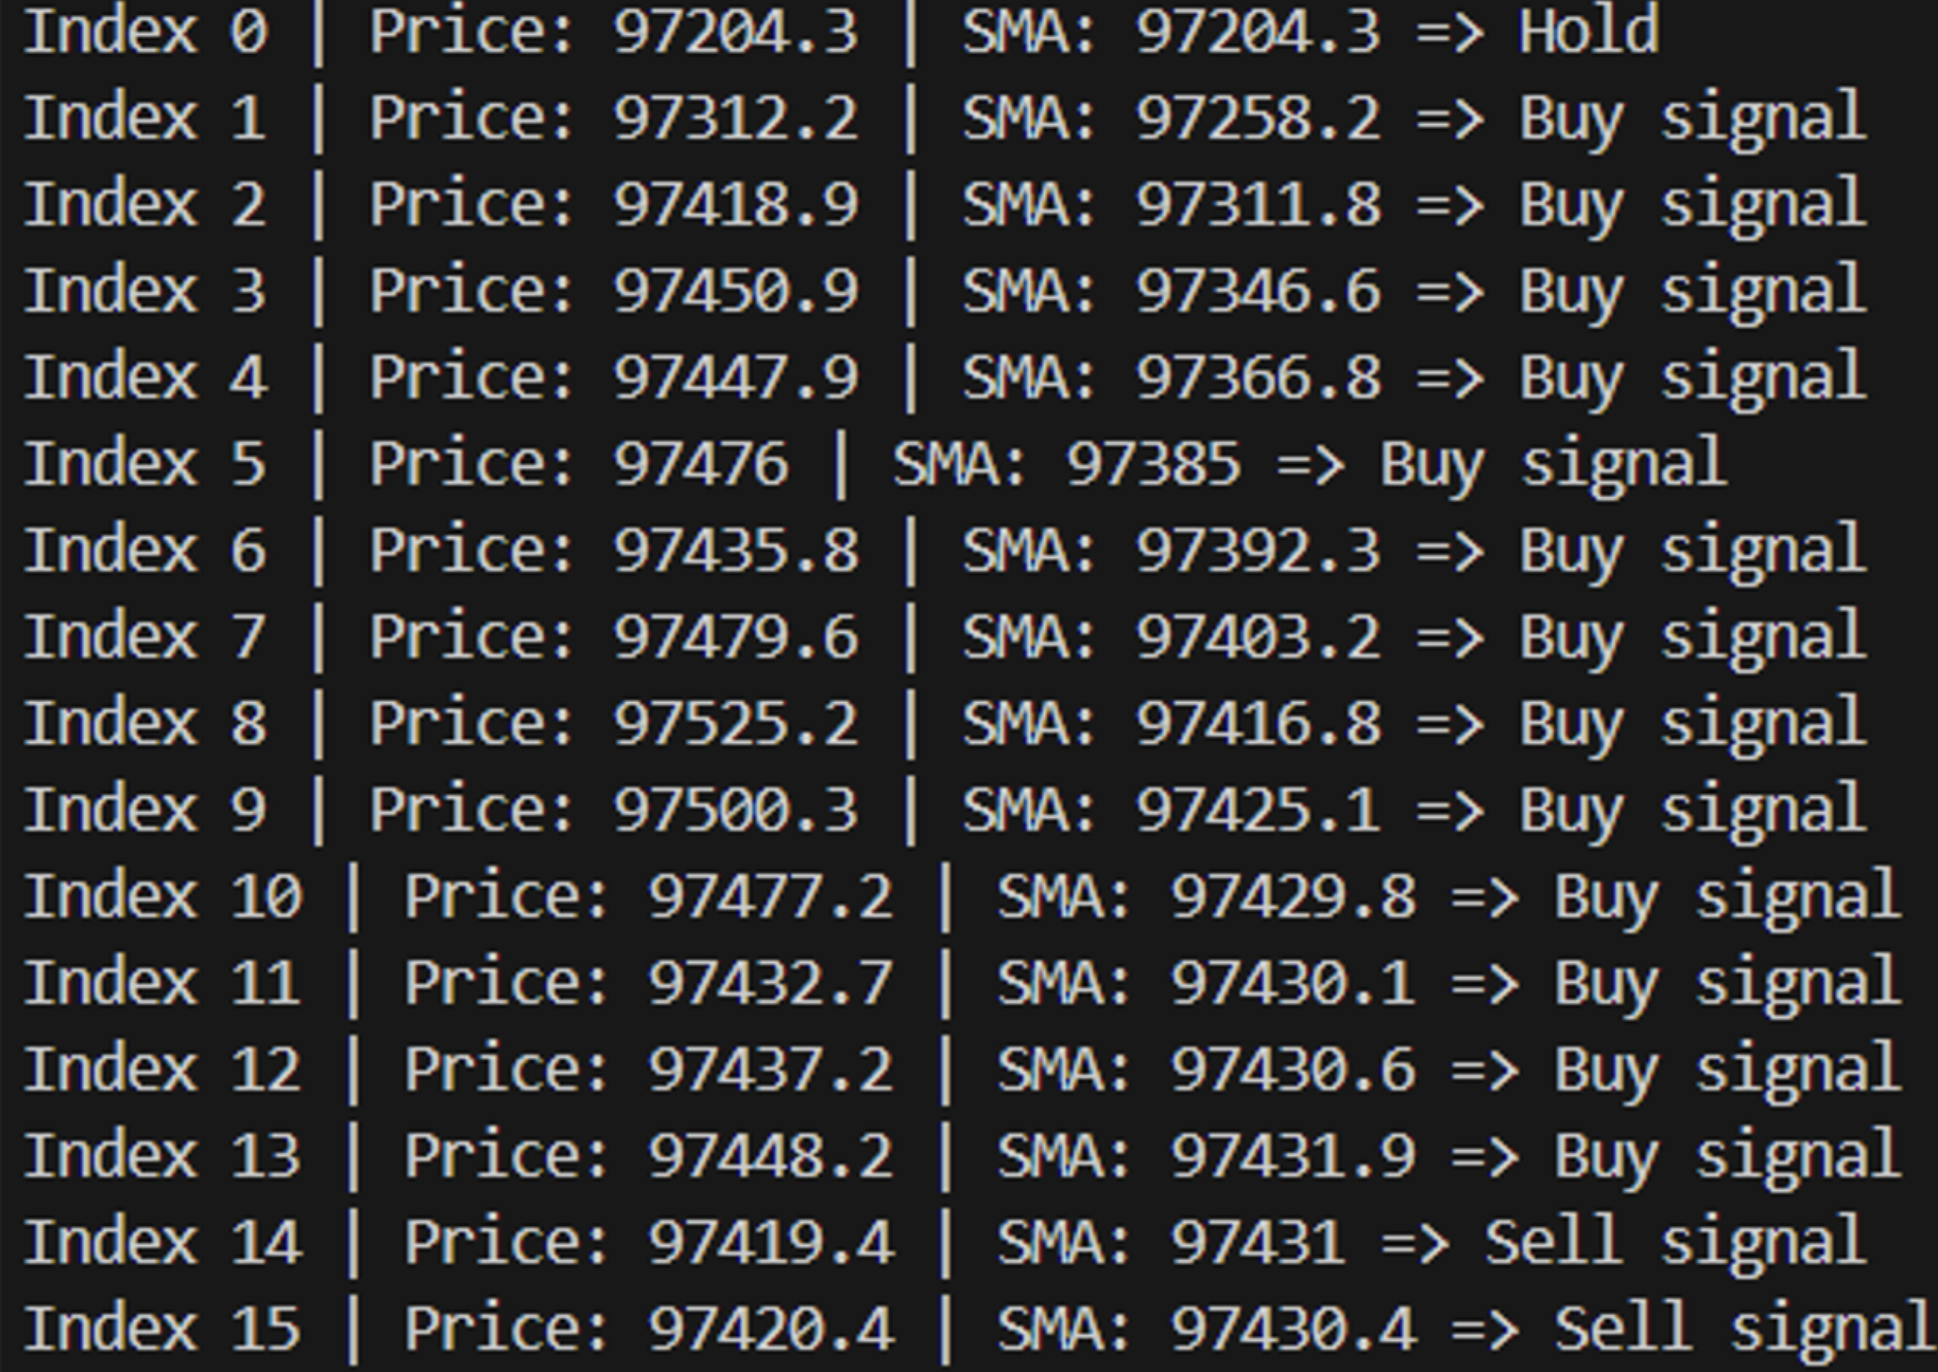 Index 0 | Price: 97204.3 | SMA: 97204.3 => Hold
Index 1 | Price: 97312.2 | SMA: 97258.2 => Buy signal
Index 2 | Price: 97418.9 | SMA: 97311.8 => Buy signal
Index 3 | Price: 97450.9 | SMA: 97346.6 => Buy signal
Index 4 | Price: 97447.9 | SMA: 97366.8 => Buy signal
Index 5 | Price: 97476 | SMA: 97385 => Buy signal
Index 6 | Price: 97435.8 | SMA: 97392.3 => Buy signal
Index 7 | Price: 97479.6 | SMA: 97403.2 => Buy signal
Index 8 | Price: 97525.2 | SMA: 97416.8 => Buy signal
Index 9 | Price: 97500.3 | SMA: 97425.1 => Buy signal
Index 10 | Price: 97477.2 | SMA: 97429.8 => Buy signal
Index 11 | Price: 97432.7 | SMA: 97430.1 => Buy signal
Index 12 | Price: 97437.2 | SMA: 97430.6 => Buy signal
Index 13 | Price: 97448.2 | SMA: 97431.9 => Buy signal
Index 14 | Price: 97419.4 | SMA: 97431 => Sell signal
Index 15 | Price: 97420.4 | SMA: 97430.4 => Sell signal